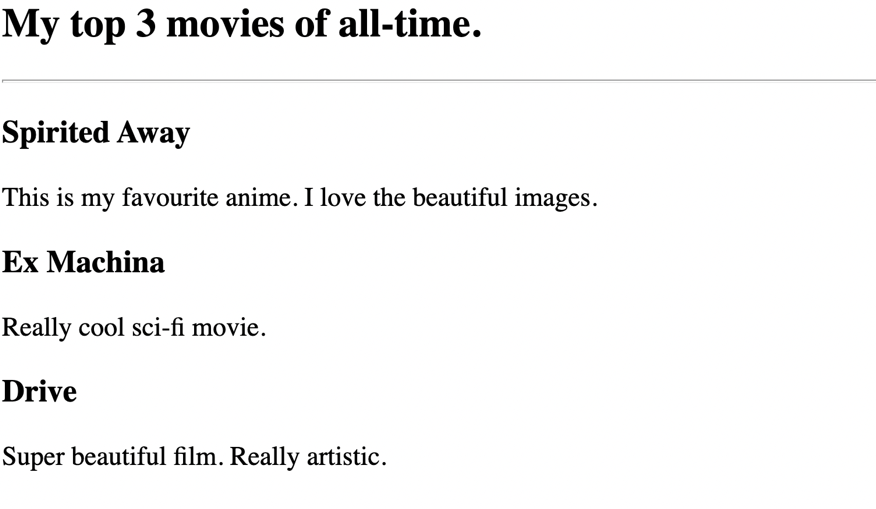 My top 3 movies of all-time.
Spirited Away
This is my favourite anime. I love the beautiful images.
Ex Machina
Really cool sci-fi movie.
Drive
Super beautiful film. Really artistic.